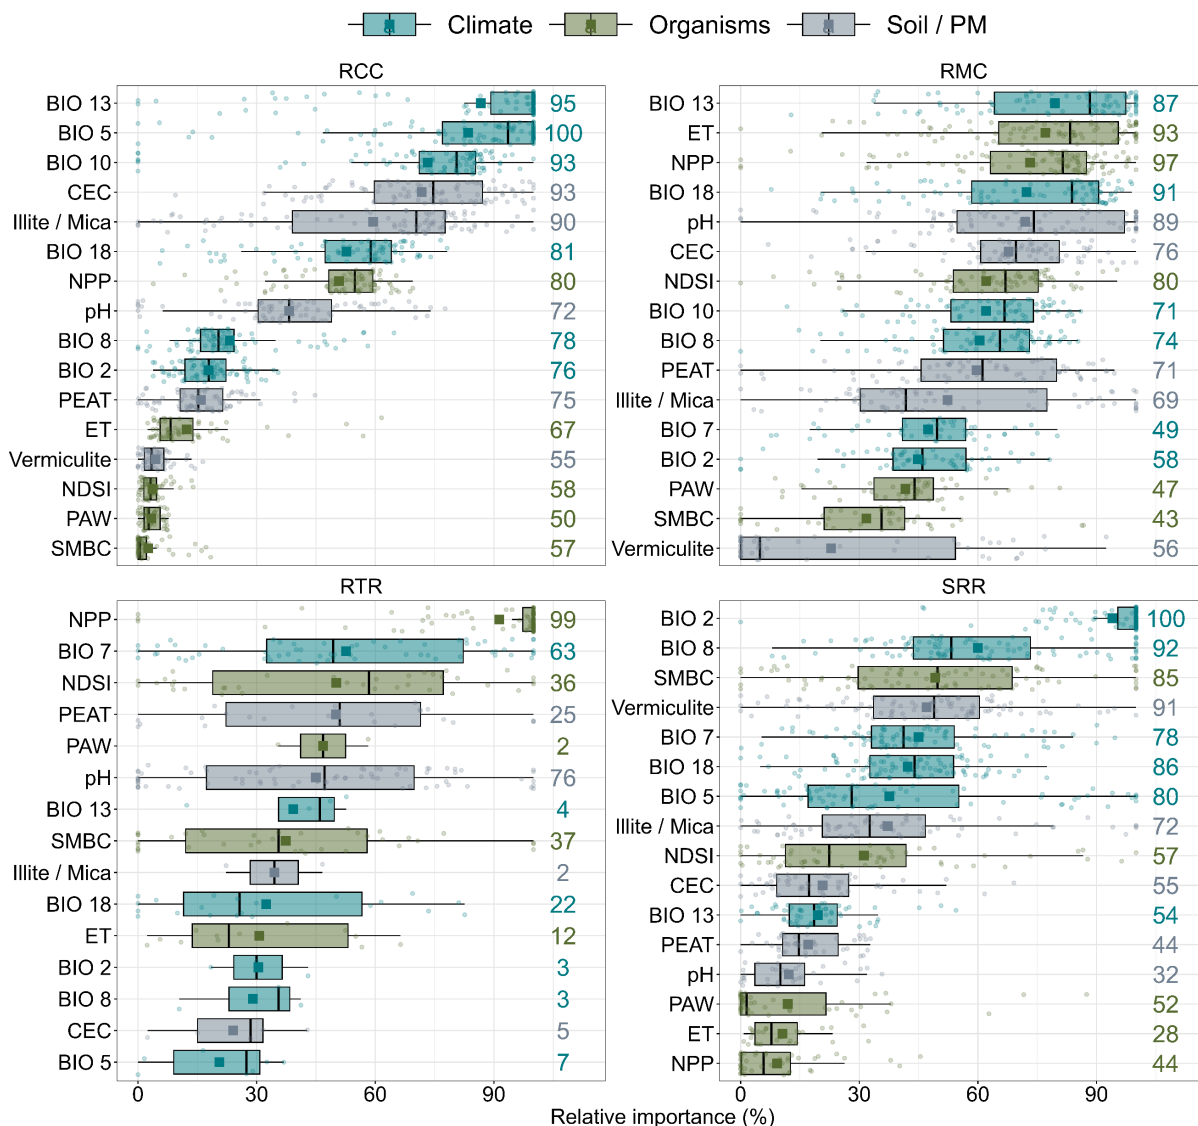 Climate Organisms Soil / PM
RCC
BIO 13 95
BIO 5 100
BIO 10 93
CEC 93
Illite / Mica 90
BIO 18 81
NPP 80
pH 72
BIO 8 78
BIO 2 76
PEAT 75
ET 67
Vermiculite 55
NDSI 58
PAW 50
SMBC 57
RMC
BIO 13 87
ET 93
NPP 97
BIO 18 91
pH 89
CEC 76
NDSI 80
BIO 10 71
BIO 8 74
PEAT 71
Illite / Mica 69
BIO 7 49
BIO 2 58
PAW 47
SMBC 43
Vermiculite 56
RTR
NPP 99
BIO 7 63
NDSI 36
PEAT 25
PAW 2
pH 76
BIO 13 4
SMBC 37
Illite / Mica 2
BIO 18 22
ET 12
BIO 2 3
BIO 8 3
CEC 5
BIO 5 7
0 30 60 90
SRR
BIO 2 100
BIO 8 92
SMBC 85
Vermiculite 91
BIO 7 78
BIO 18 86
BIO 5 80
Illite / Mica 72
NDSI 57
CEC 55
BIO 13 54
PEAT 44
pH 32
PAW 52
ET 28
NPP 44
0 30 60 90
Relative importance (%)